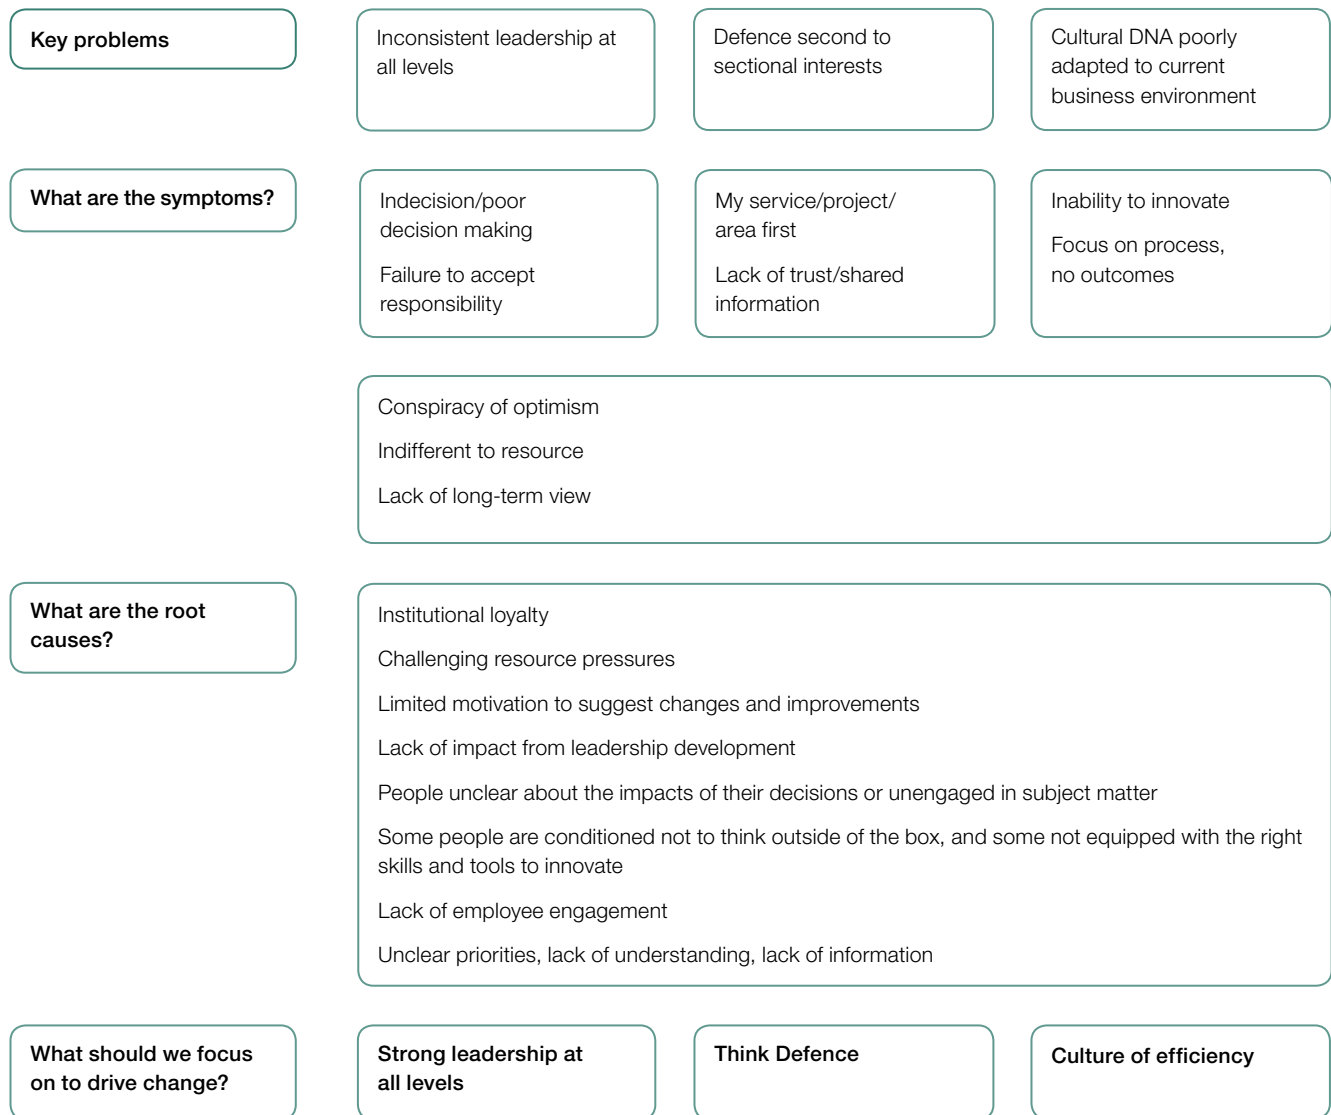 Key problems
Inconsistent leadership at
all levels
Defence second to
sectional interests
Cultural DNA poorly
adapted to current
business environment
What are the symptoms?
Indecision/poor
decision making
Failure to accept
responsibility
My service/project/
area first
Lack of trust/shared
information
Inability to innovate
Focus on process,
no outcomes
Conspiracy of optimism
Indifferent to resource
Lack of long-term view
What are the root
causes?
Institutional loyalty
Challenging resource pressures
Limited motivation to suggest changes and improvements
Lack of impact from leadership development
People unclear about the impacts of their decisions or unengaged in subject matter
Some people are conditioned not to think outside of the box, and some not equipped with the right
skills and tools to innovate
Lack of employee engagement
Unclear priorities, lack of understanding, lack of information
What should we focus
on to drive change?
Strong leadership at
all levels
Think Defence
Culture of efficiency